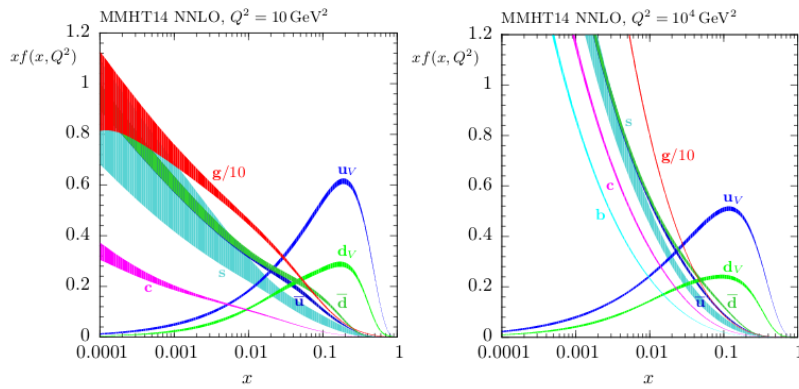 MMHT14 NNLO, Q² = 10 GeV²
xf(x, Q²)
1.2
1
0.8
0.6
0.4
0.2
0
g/10
u_V
d_V
s
c
u̅
d̅
0.0001
0.001
0.01
0.1
1
x
MMHT14 NNLO, Q² = 10⁴ GeV²
xf(x, Q²)
1.2
1
0.8
0.6
0.4
0.2
0
s
g/10
c
b
u_V
d_V
u̅
d̅
0.0001
0.001
0.01
0.1
1
x